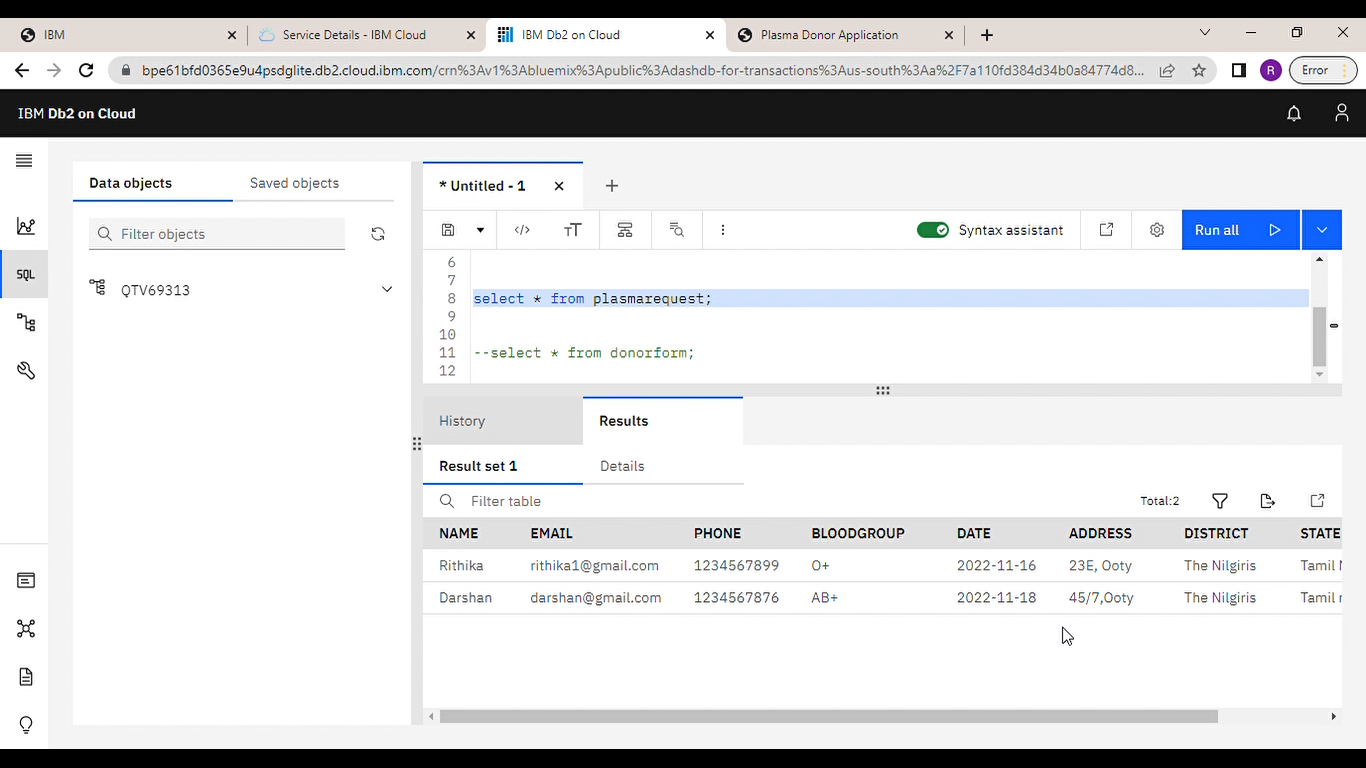 IBM
Service Details - IBM Cloud
IBM Db2 on Cloud
Plasma Donor Application
bpe61bfd0365e9u4psdglite.db2.cloud.ibm.com/crn%3Av1%3Abluemix%3Apublic%3Adashdb-for-transactions%3Aus-south%3Aa%2F7a110fd384d34b0a84774d8...
R
Error
IBM Db2 on Cloud
Data objects
Saved objects
* Untitled - 1
Filter objects
Syntax assistant
Run all
SQL
QTV69313
6
7
8 select * from plasmarequest;
9
10
11 --select * from donorform;
12
History
Results
Result set 1
Details
Filter table
Total:2
NAME EMAIL PHONE BLOODGROUP DATE ADDRESS DISTRICT STATE
Rithika rithika1@gmail.com 1234567899 O+ 2022-11-16 23E, Ooty The Nilgiris Tamil N
Darshan darshan@gmail.com 1234567876 AB+ 2022-11-18 45/7,Ooty The Nilgiris Tamil n